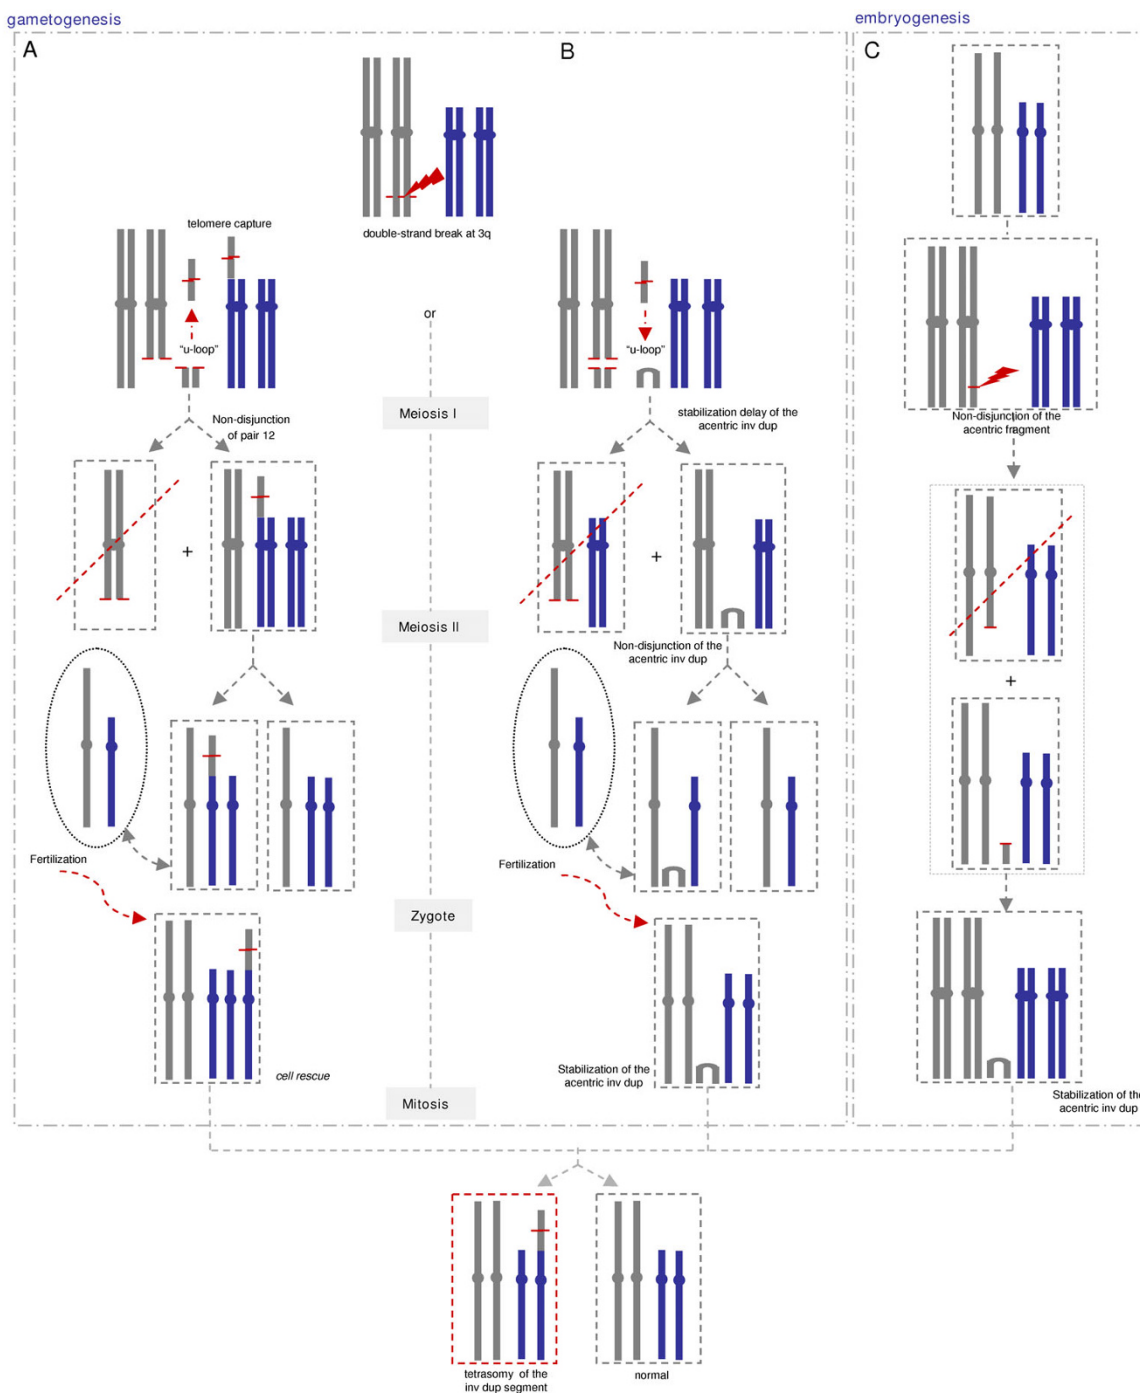 gametogenesis
embryogenesis
A
B
C
double-strand break at 3q
telomere capture
or
"u-loop"
"u-loop"
Meiosis I
Non-disjunction
of pair 12
stabilization delay of the
acentric inv dup
Non-disjunction of the
acentric fragment
+
+
Meiosis II
Non-disjunction of the
acentric inv dup
+
Fertilization
Fertilization
Zygote
cell rescue
Stabilization of the
acentric inv dup
Mitosis
Stabilization of the
acentric inv dup
tetrasomy of the
inv dup segment
normal